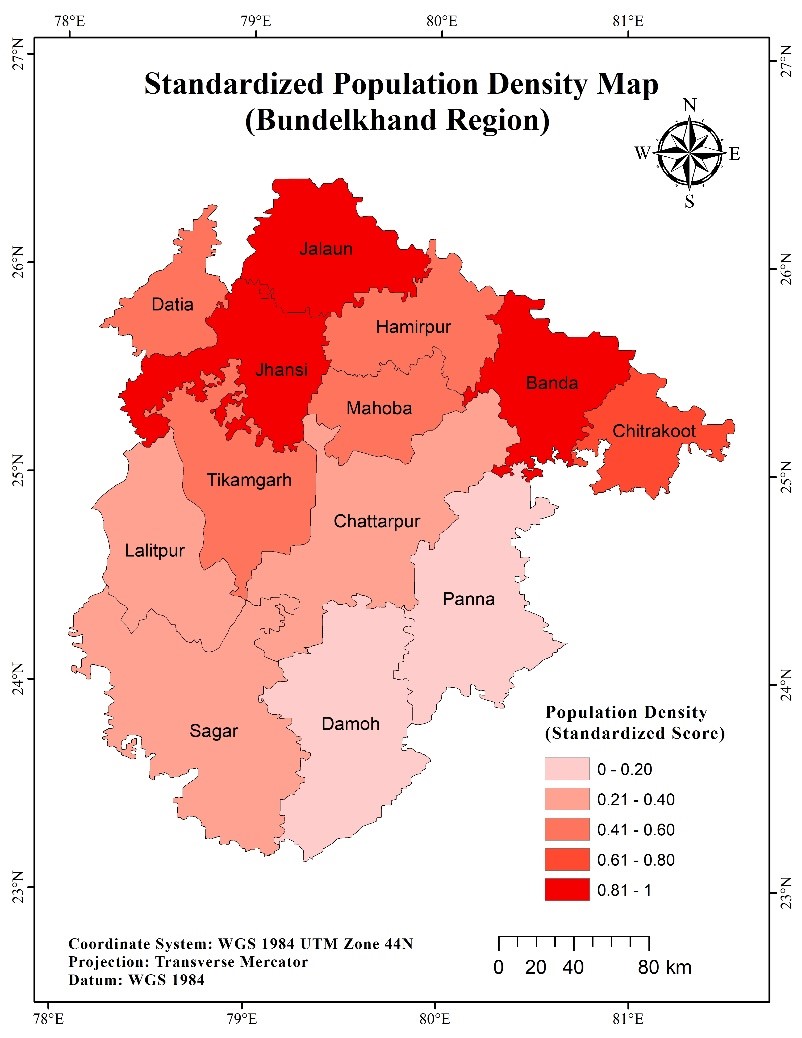 78°E 79°E 80°E 81°E
27°N 27°N
Standardized Population Density Map
(Bundelkhand Region)
N
W E
S
Jalaun
26°N 26°N
Datia
Hamirpur
Jhansi
Banda
Mahoba
Chitrakoot
25°N 25°N
Tikamgarh
Chattarpur
Lalitpur
Panna
24°N 24°N
Population Density
(Standardized Score)
Sagar
Damoh
0 - 0.20
0.21 - 0.40
0.41 - 0.60
0.61 - 0.80
0.81 - 1
23°N 23°N
Coordinate System: WGS 1984 UTM Zone 44N
Projection: Transverse Mercator
Datum: WGS 1984
0 20 40 80 km
78°E 79°E 80°E 81°E